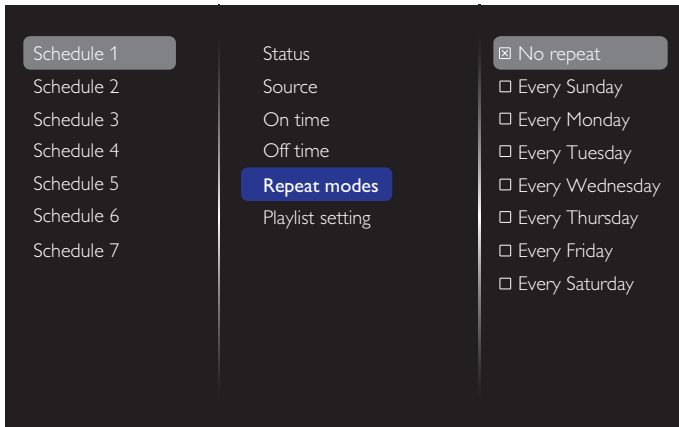 Schedule 1
Schedule 2
Schedule 3
Schedule 4
Schedule 5
Schedule 6
Schedule 7
Status
Source
On time
Off time
Repeat modes
Playlist setting
No repeat
Every Sunday
Every Monday
Every Tuesday
Every Wednesday
Every Thursday
Every Friday
Every Saturday